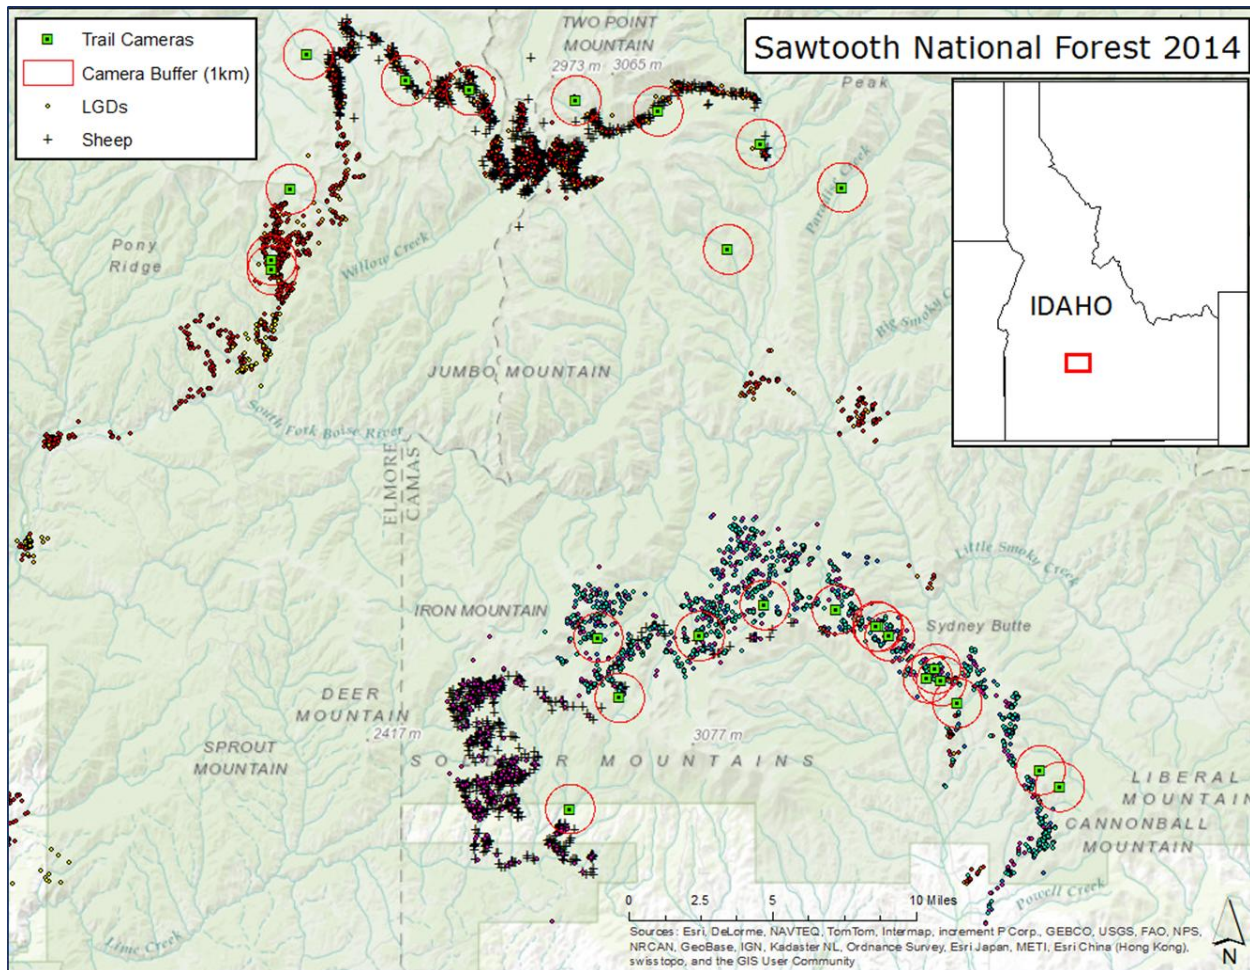 Trail Cameras
Camera Buffer (1km)
LGDs
Sheep
TWO POINT
MOUNTAIN
2973 m
3065 m
Sawtooth National Forest 2014
Peak
IDAHO
Pony
Ridge
Willow Creek
Paradise Creek
JUMBO MOUNTAIN
South Fork Boise River
ELMORE
CAMAS
Little Smoky
Creek
IRON MOUNTAIN
Sydney Butte
DEER
MOUNTAIN
2417 m
SPROUT
MOUNTAIN
3077 m
SOLDIER MOUNTAINS
LIBERAL
MOUNTAIN
CANNONBALL
MOUNTAIN
Powell Creek
Lime Creek
0 2.5 5 10 Miles
Sources: Esri, DeLorme, NAVTEQ, TomTom, Intermap, increment P Corp., GEBCO, USGS, FAO, NPS,
NRCAN, GeoBase, IGN, Kadaster NL, Ordnance Survey, Esri Japan, METI, Esri China (Hong Kong),
swisstopo, and the GIS User Community
N